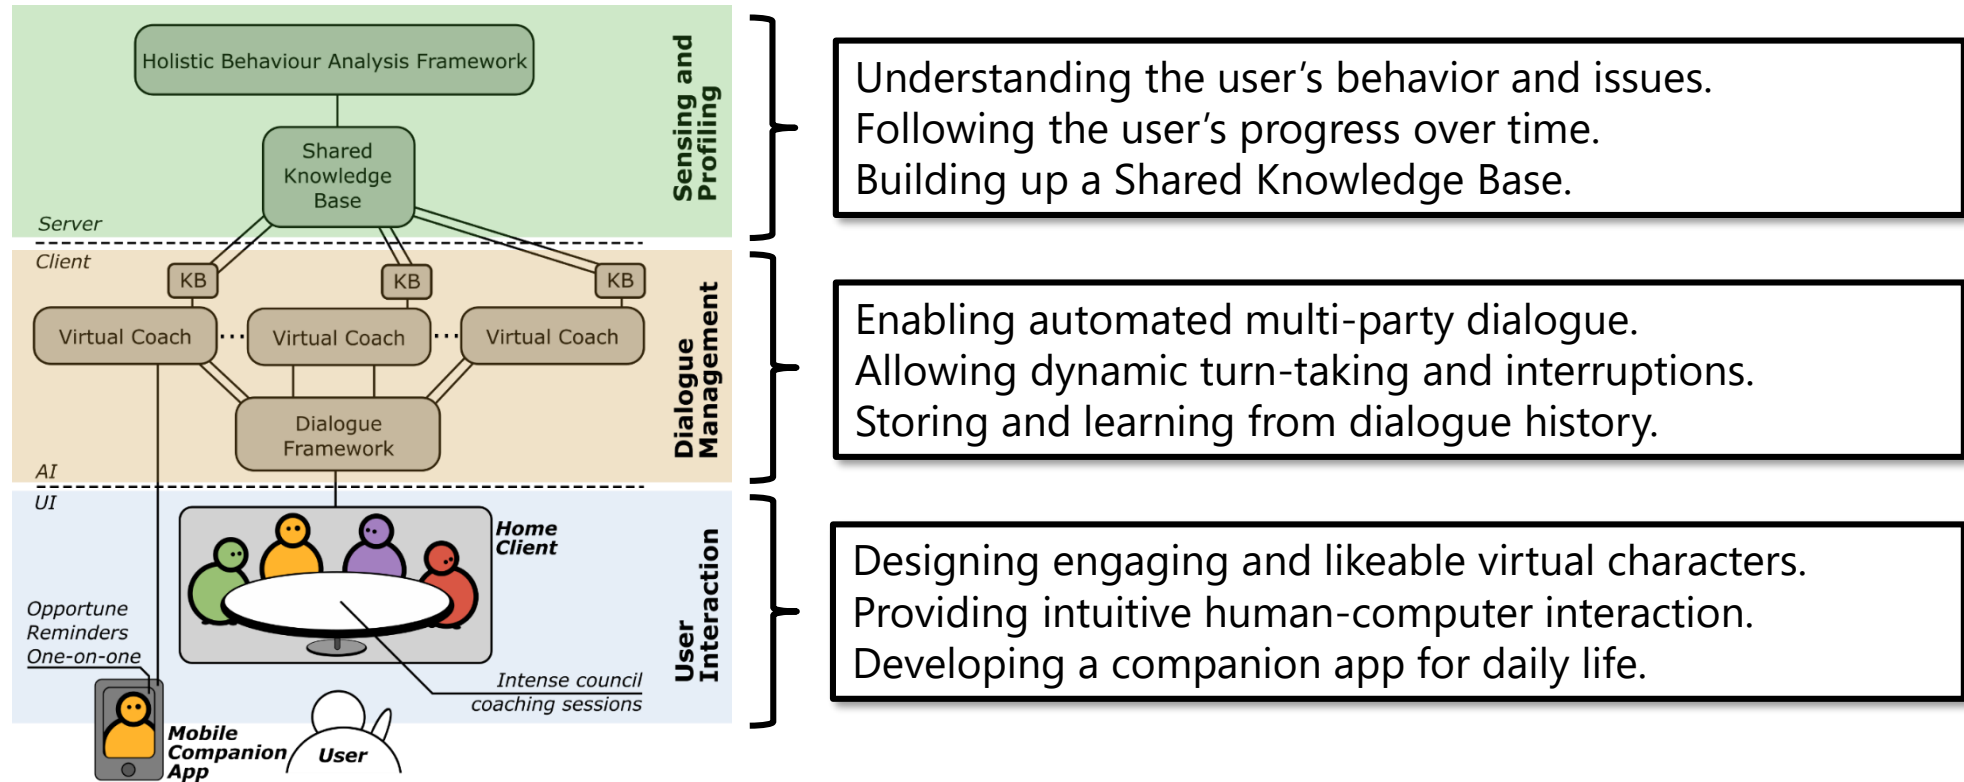 Holistic Behaviour Analysis Framework
Shared
Knowledge
Base
Server
Sensing and
Profiling
Understanding the user’s behavior and issues.
Following the user’s progress over time.
Building up a Shared Knowledge Base.
Client
KB
KB
KB
Virtual Coach
...
Virtual Coach
...
Virtual Coach
Dialogue
Framework
AI
Dialogue
Management
Enabling automated multi-party dialogue.
Allowing dynamic turn-taking and interruptions.
Storing and learning from dialogue history.
UI
Home
Client
Opportune
Reminders
One-on-one
Intense council
coaching sessions
Mobile
Companion
App
User
User
Interaction
Designing engaging and likeable virtual characters.
Providing intuitive human-computer interaction.
Developing a companion app for daily life.